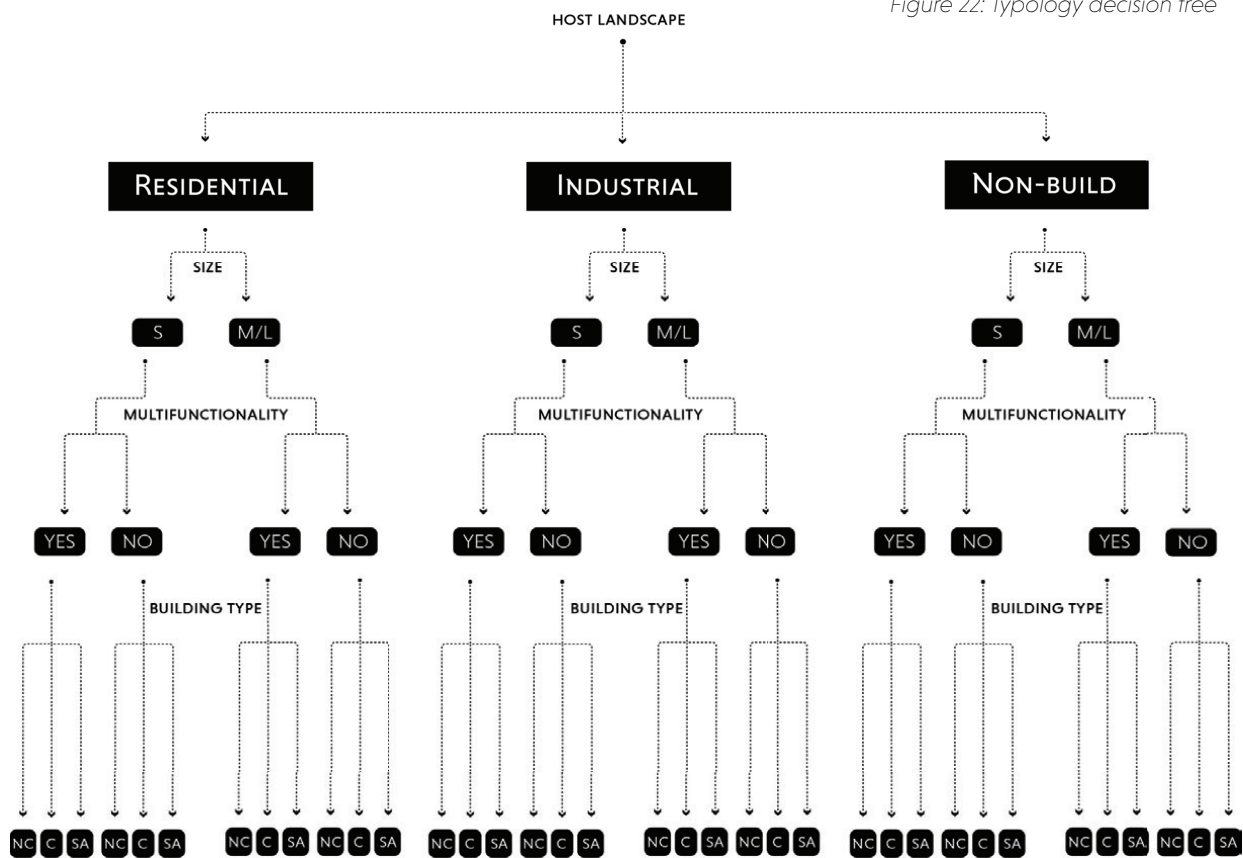 Figure 22: Typology decision tree
HOST LANDSCAPE
RESIDENTIAL INDUSTRIAL NON-BUILD
SIZE SIZE SIZE
S M/L S M/L S M/L
MULTIFUNCTIONALITY MULTIFUNCTIONALITY MULTIFUNCTIONALITY
YES NO YES NO YES NO YES NO YES NO YES NO
BUILDING TYPE BUILDING TYPE BUILDING TYPE
NC C SA NC C SA NC C SA NC C SA NC C SA NC C SA NC C SA NC C SA NC C SA NC C SA NC C SA NC C SA